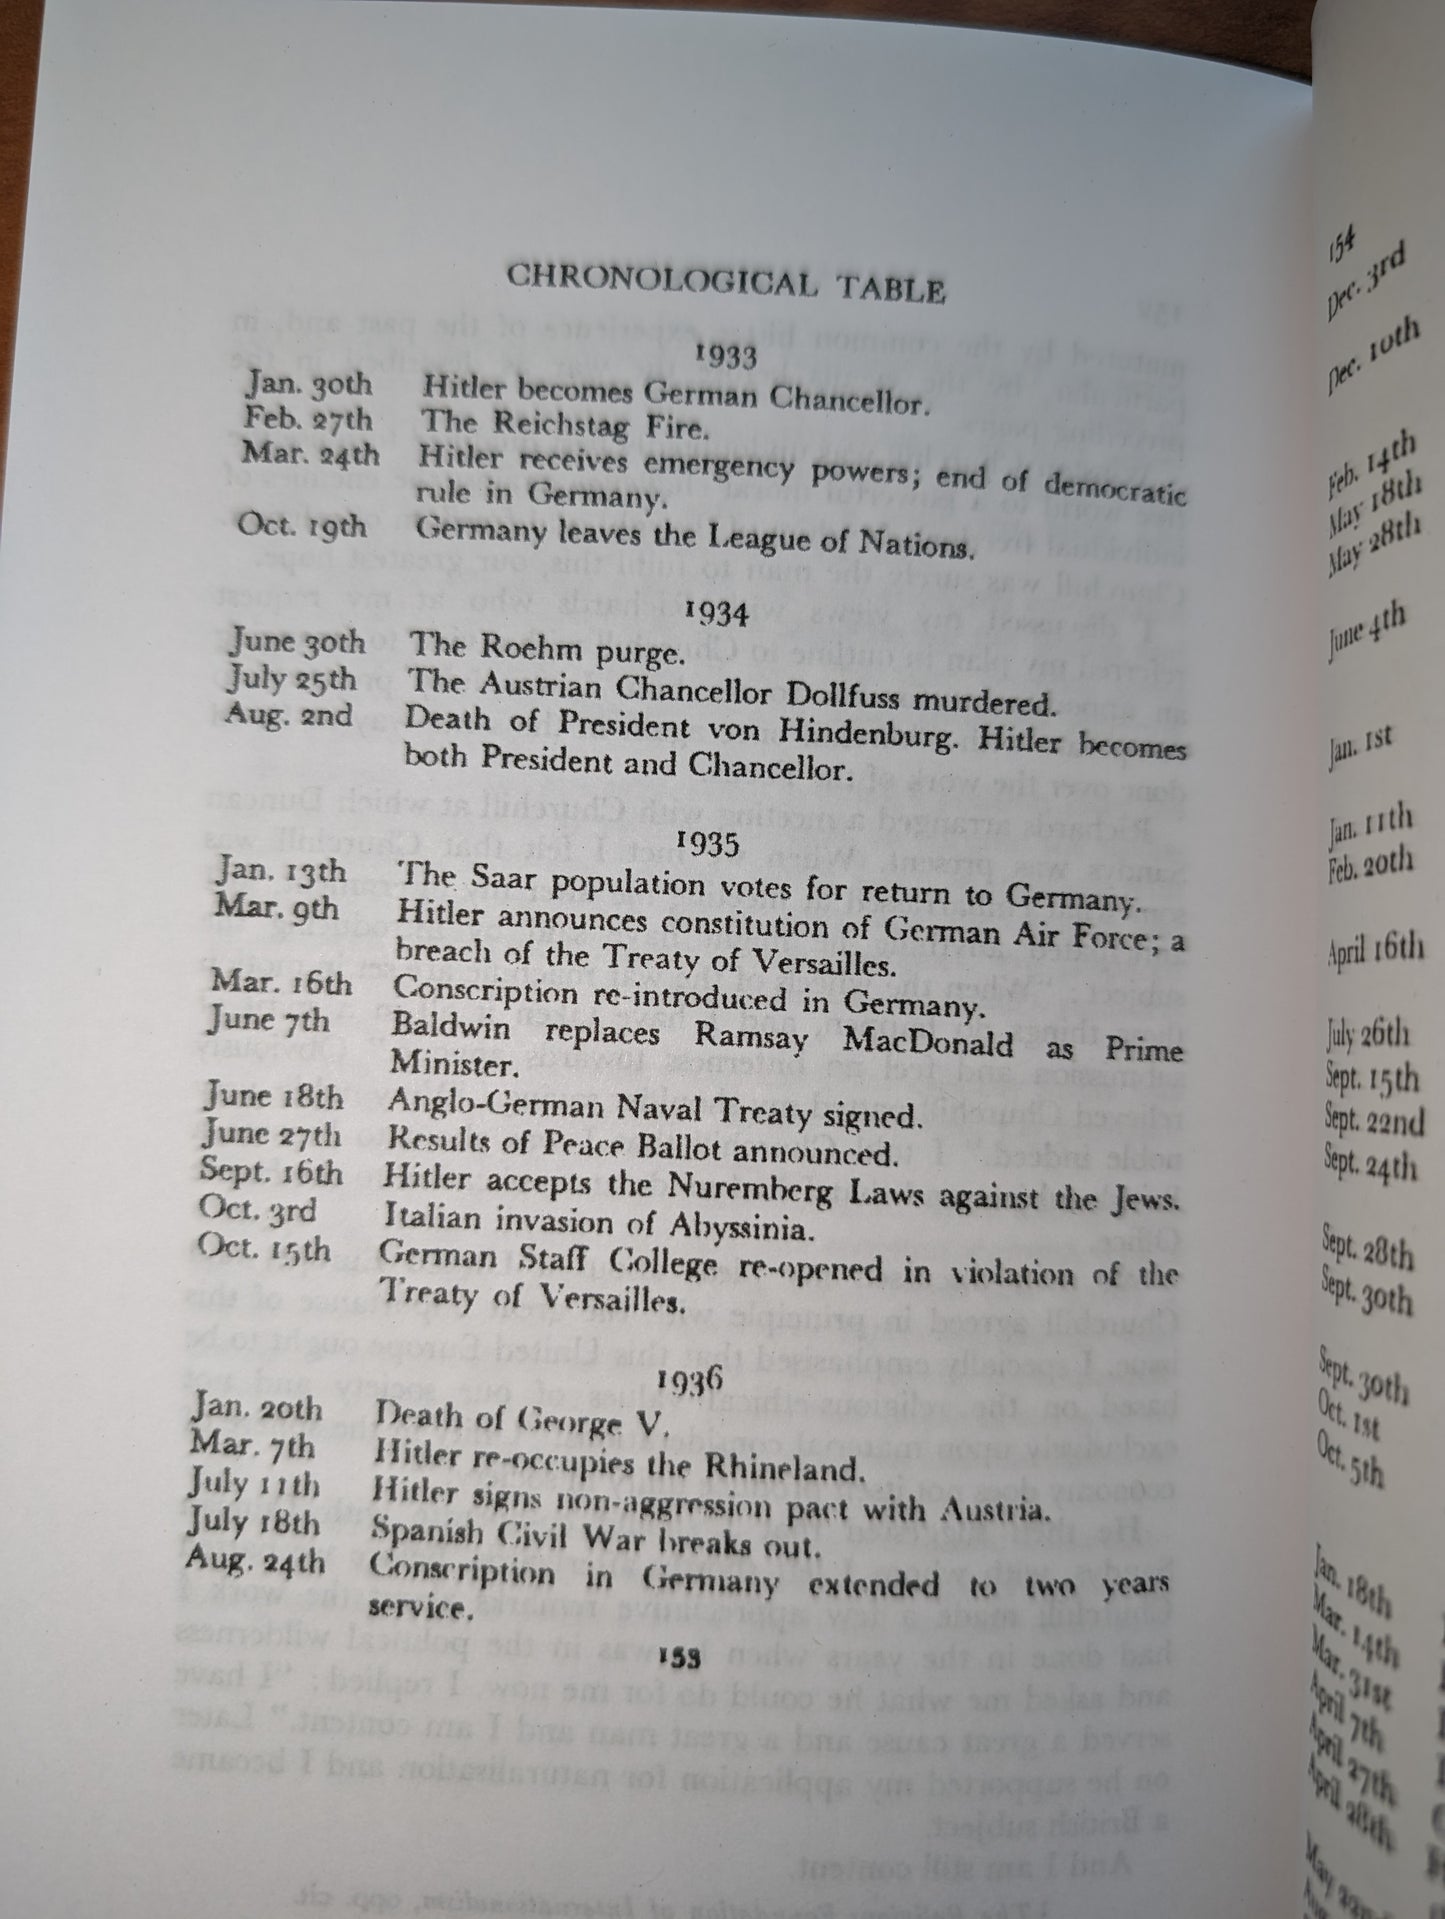 CHRONOLOGICAL TABLE
1933
Jan. 30th Hitler becomes German Chancellor.
Feb. 27th The Reichstag Fire.
Mar. 24th Hitler receives emergency powers; end of democratic
rule in Germany.
Oct. 19th Germany leaves the League of Nations.
1934
June 30th The Roehm purge.
July 25th The Austrian Chancellor Dollfuss murdered.
Aug. 2nd Death of President von Hindenburg. Hitler becomes
both President and Chancellor.
1935
Jan. 13th The Saar population votes for return to Germany.
Mar. 9th Hitler announces constitution of German Air Force; a
breach of the Treaty of Versailles.
Mar. 16th Conscription re-introduced in Germany.
June 7th Baldwin replaces Ramsay MacDonald as Prime
Minister.
June 18th Anglo-German Naval Treaty signed.
June 27th Results of Peace Ballot announced.
Sept. 16th Hitler accepts the Nuremberg Laws against the Jews.
Oct. 3rd Italian invasion of Abyssinia.
Oct. 15th German Staff College re-opened in violation of the
Treaty of Versailles.
1936
Jan. 20th Death of George V.
Mar. 7th Hitler re-occupies the Rhineland.
July 11th Hitler signs non-aggression pact with Austria.
July 18th Spanish Civil War breaks out.
Aug. 24th Conscription in Germany extended to two years
service.
153
154
Dec. 3rd
Dec. 10th
Feb. 14th
May 18th
May 28th
June 4th
Jan. 1st
Jan. 11th
Feb. 20th
April 16th
July 26th
Sept. 15th
Sept. 22nd
Sept. 24th
Sept. 28th
Sept. 30th
Sept. 30th
Oct. 1st
Oct. 5th
Jan. 18th
Mar. 14th
Mar. 31st
April 7th
April 27th
April 28th
May 22nd